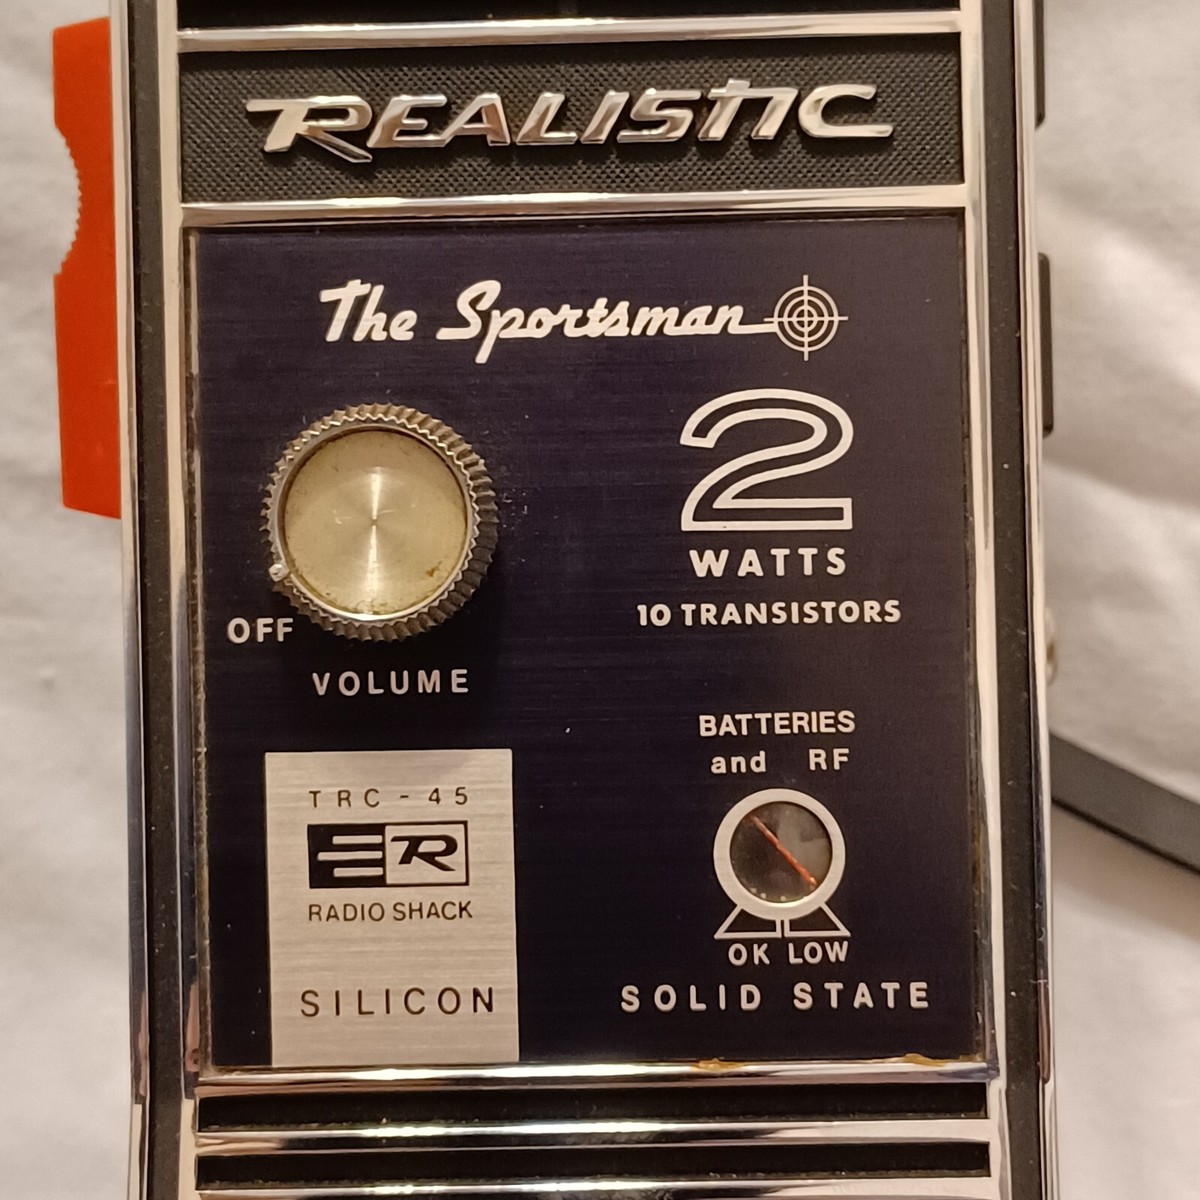 REALISTIC
The Sportsman
2
WATTS
10 TRANSISTORS
OFF
VOLUME
BATTERIES
and RF
OK LOW
SOLID STATE
TRC-45
R
RADIO SHACK
SILICON